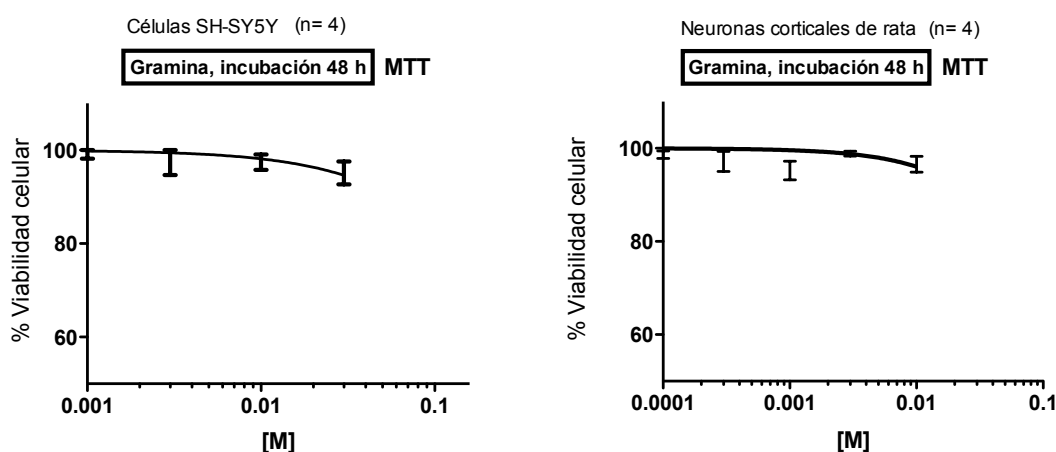 Células SH-SY5Y (n= 4)
Gramina, incubación 48 h MTT
% Viabilidad celular
100
80
60
0.001 0.01 0.1
[M]
Neuronas corticales de rata (n= 4)
Gramina, incubación 48 h MTT
% Viabilidad celular
100
80
60
0.0001 0.001 0.01 0.1
[M]